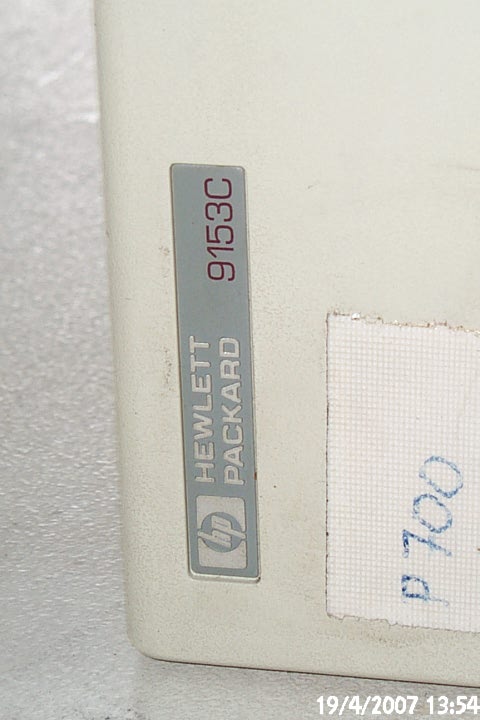 hp HEWLETT
PACKARD
9153C
P 700
19/4/2007 13:54